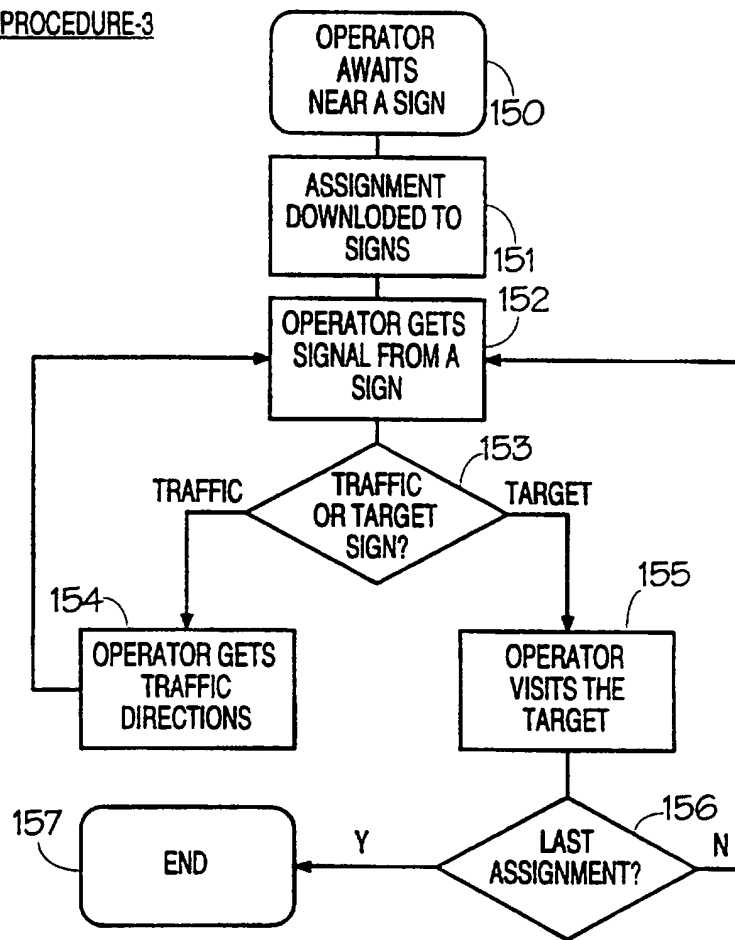 PROCEDURE-3
OPERATOR
AWAITS
NEAR A SIGN
150
ASSIGNMENT
DOWNLODED TO
SIGNS
151
152
OPERATOR GETS
SIGNAL FROM A
SIGN
153
TRAFFIC
TRAFFIC
OR TARGET
SIGN?
TARGET
154
OPERATOR GETS
TRAFFIC
DIRECTIONS
155
OPERATOR
VISITS THE
TARGET
156
LAST
ASSIGNMENT?
N
Y
157
END